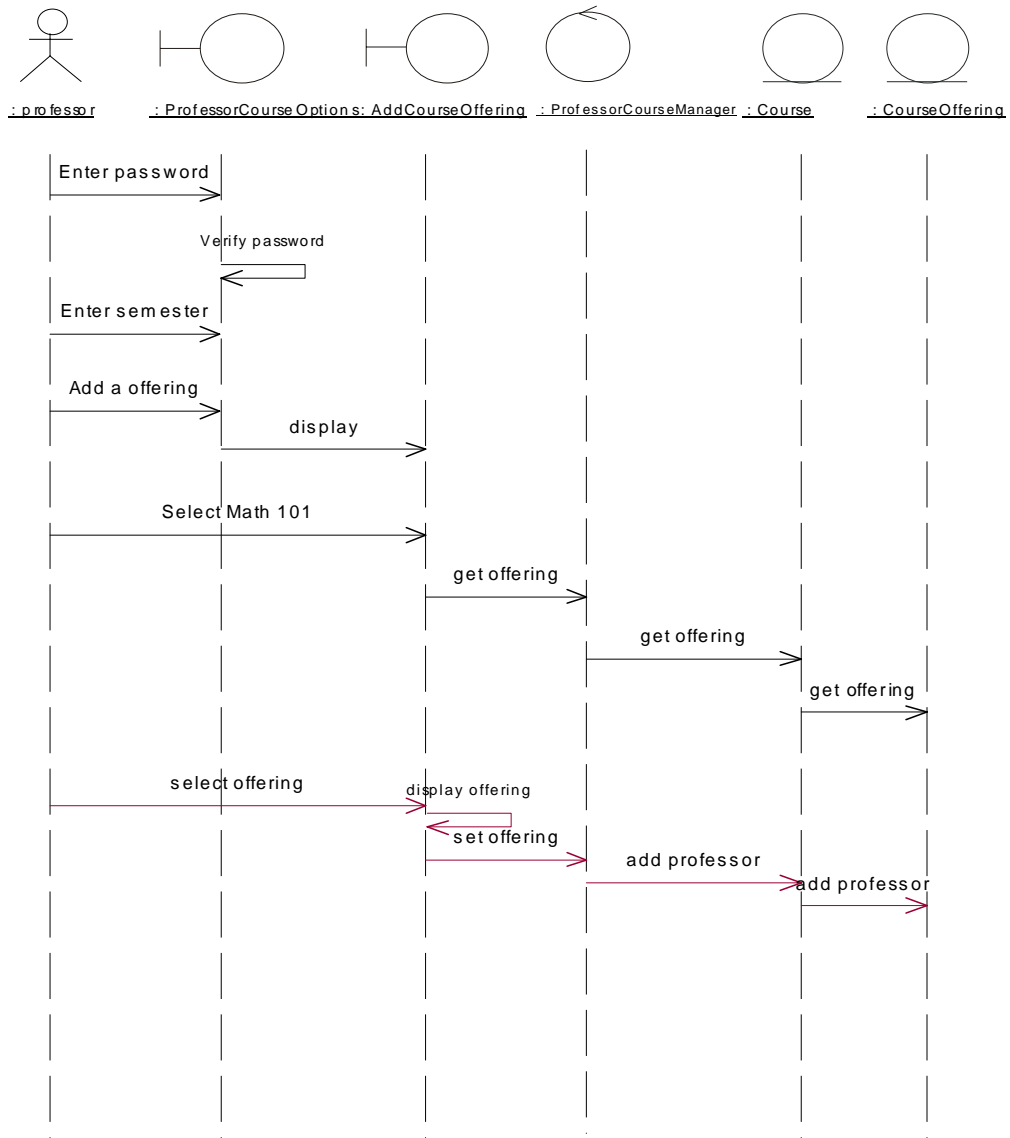 : professor
: ProfessorCourseOptions
: AddCourseOffering
: ProfessorCourseManager
: Course
: CourseOffering
Enter password
Verify password
Enter semester
Add a offering
display
Select Math 101
get offering
get offering
get offering
select offering
display offering
set offering
add professor
add professor